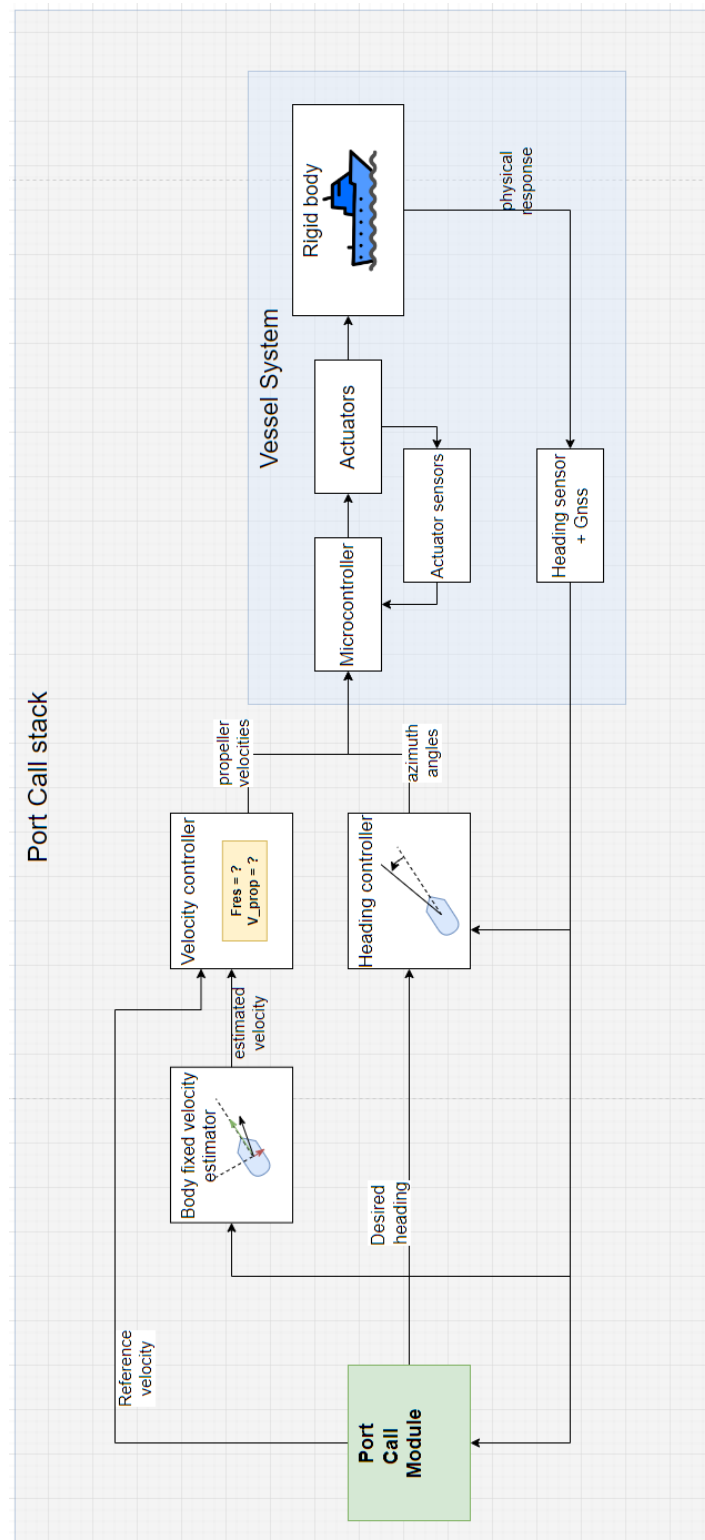 Port Call stack
Reference
velocity
Body fixed velocity
estimator
estimated
velocity
Velocity controller
Fres = ?
V_prop = ?
propeller
velocities
Port
Call
Module
Desired
heading
Heading controller
azimuth
angles
Vessel System
Microcontroller
Actuators
Actuator sensors
Rigid body
Heading sensor
+ Gnss
physical
response